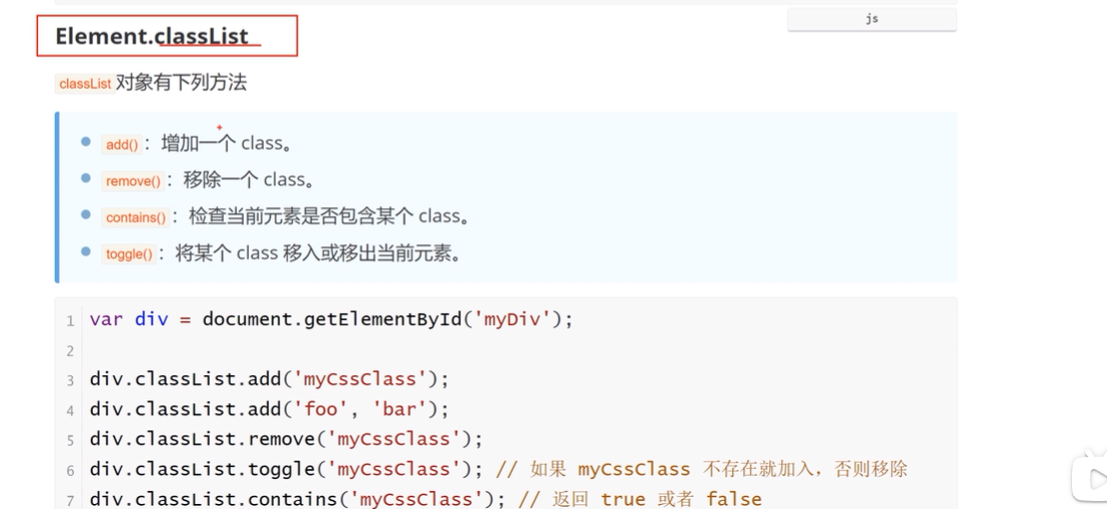 js
Element.classList
classList 对象有下列方法
add()：增加一个 class。
remove()：移除一个 class。
contains()：检查当前元素是否包含某个 class。
toggle()：将某个 class 移入或移出当前元素。
1 var div = document.getElementById('myDiv');
2
3 div.classList.add('myCssClass');
4 div.classList.add('foo', 'bar');
5 div.classList.remove('myCssClass');
6 div.classList.toggle('myCssClass'); // 如果 myCssClass 不存在就加入，否则移除
7 div.classList.contains('myCssClass'); // 返回 true 或者 false